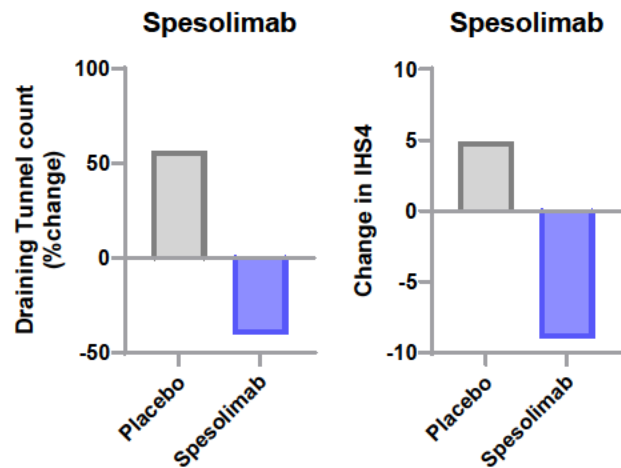 Spesolimab
Draining Tunnel count
(%change)
100
50
0
-50
Placebo
Spesolimab
Spesolimab
Change in IHS4
10
5
0
-5
-10
Placebo
Spesolimab